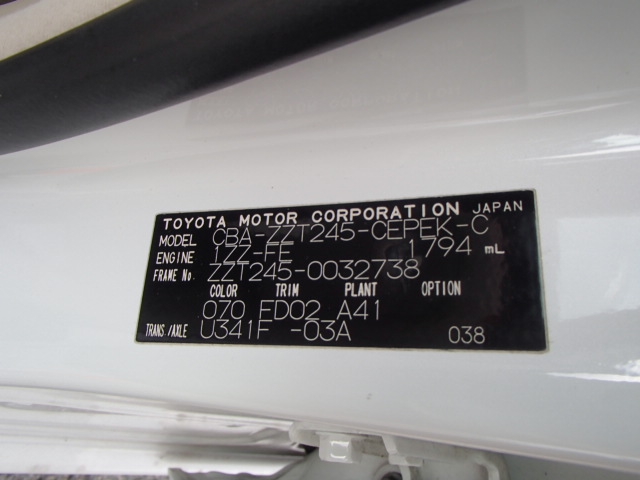 TOYOTA MOTOR CORPORATION JAPAN
MODEL CBA-ZZT245-CEPEK-C
ENGINE 1ZZ-FE 1794 mL
FRAME No. ZZT245-0032738
COLOR TRIM PLANT OPTION
070 FD02 A41
TRANS./AXLE U341F -03A 038